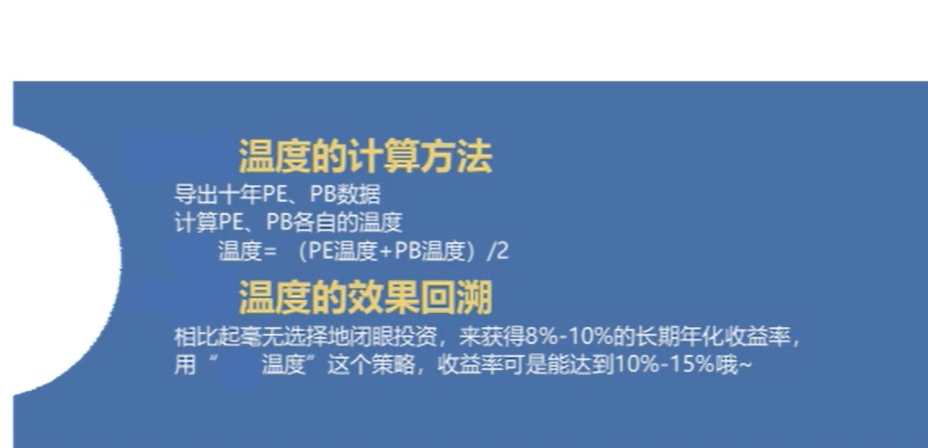 温度的计算方法
导出十年PE、PB数据
计算PE、PB各自的温度
温度= （PE温度+PB温度）/2
温度的效果回溯
相比起毫无选择地闭眼投资，来获得8%-10%的长期年化收益率，
用“ 温度”这个策略，收益率可是能达到10%-15%哦~